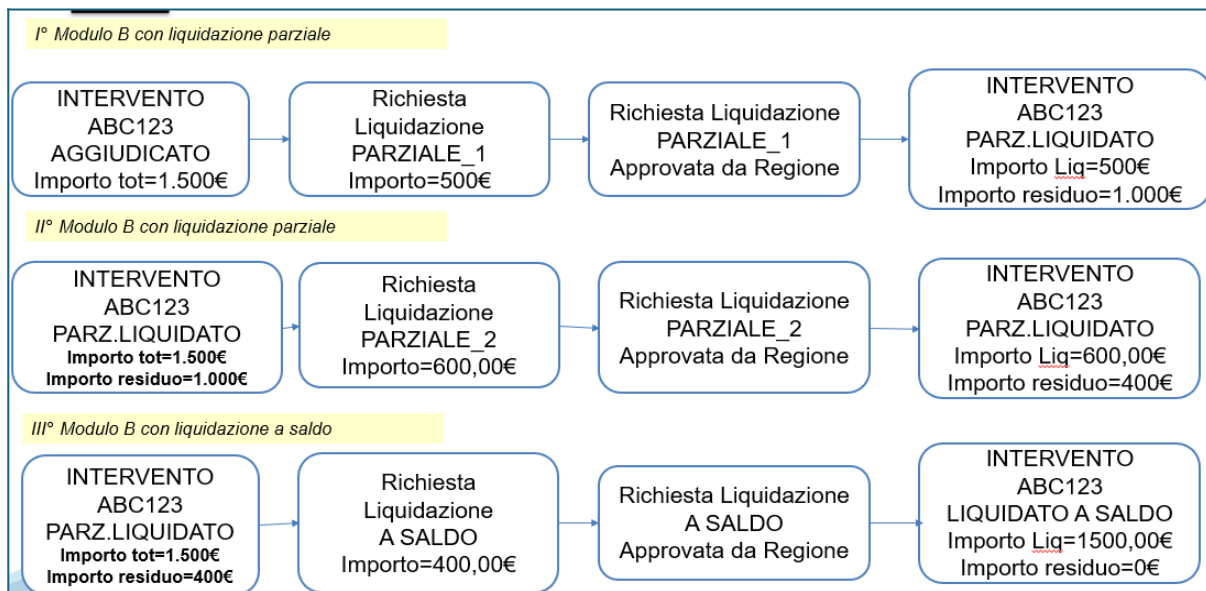 I° Modulo B con liquidazione parziale
INTERVENTO
ABC123
AGGIUDICATO
Importo tot=1.500€
Richiesta
Liquidazione
PARZIALE_1
Importo=500€
Richiesta Liquidazione
PARZIALE_1
Approvata da Regione
INTERVENTO
ABC123
PARZ.LIQUIDATO
Importo Liq=500€
Importo residuo=1.000€
II° Modulo B con liquidazione parziale
INTERVENTO
ABC123
PARZ.LIQUIDATO
Importo tot=1.500€
Importo residuo=1.000€
Richiesta
Liquidazione
PARZIALE_2
Importo=600,00€
Richiesta Liquidazione
PARZIALE_2
Approvata da Regione
INTERVENTO
ABC123
PARZ.LIQUIDATO
Importo Liq=600,00€
Importo residuo=400€
III° Modulo B con liquidazione a saldo
INTERVENTO
ABC123
PARZ.LIQUIDATO
Importo tot=1.500€
Importo residuo=400€
Richiesta
Liquidazione
A SALDO
Importo=400,00€
Richiesta Liquidazione
A SALDO
Approvata da Regione
INTERVENTO
ABC123
LIQUIDATO A SALDO
Importo Liq=1500,00€
Importo residuo=0€